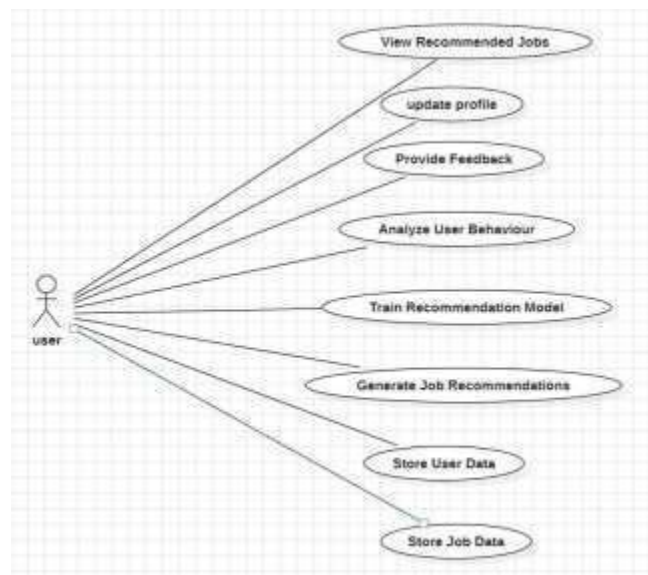 View Recommended Jobs
update profile
Provide Feedback
Analyze User Behaviour
Train Recommendation Model
user
Generate Job Recommendations
Store User Data
Store Job Data